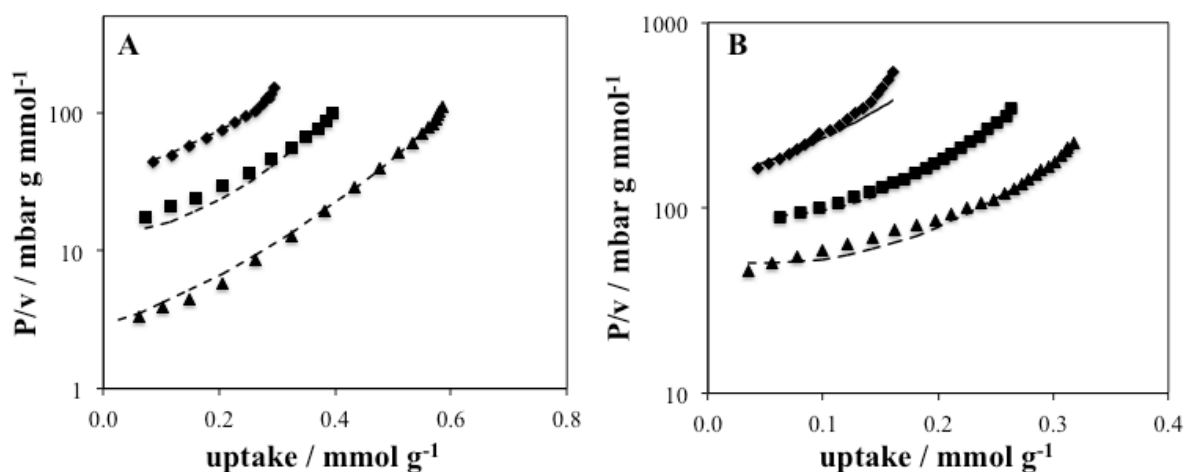 A
P/v / mbar g mmol⁻¹
100
10
1
0.0 0.2 0.4 0.6 0.8
uptake / mmol g⁻¹
B
P/v / mbar g mmol⁻¹
1000
100
10
0.0 0.1 0.2 0.3 0.4
uptake / mmol g⁻¹